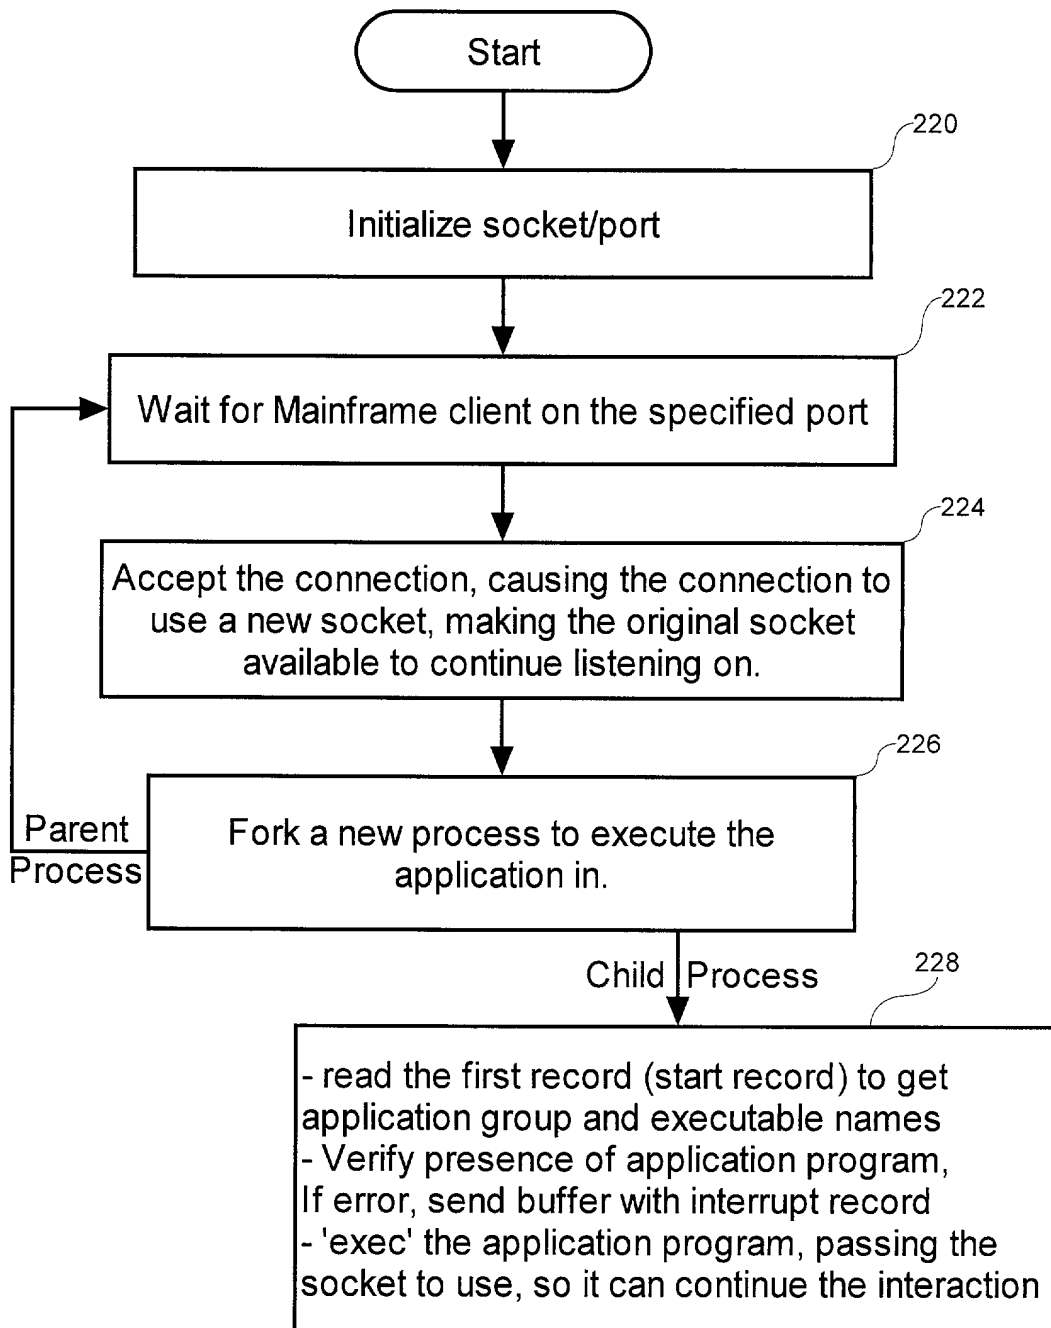 Start
220
Initialize socket/port
222
Wait for Mainframe client on the specified port
224
Accept the connection, causing the connection to
use a new socket, making the original socket
available to continue listening on.
226
Fork a new process to execute the
application in.
Parent
Process
Child Process
228
- read the first record (start record) to get
application group and executable names
- Verify presence of application program,
If error, send buffer with interrupt record
- 'exec' the application program, passing the
socket to use, so it can continue the interaction